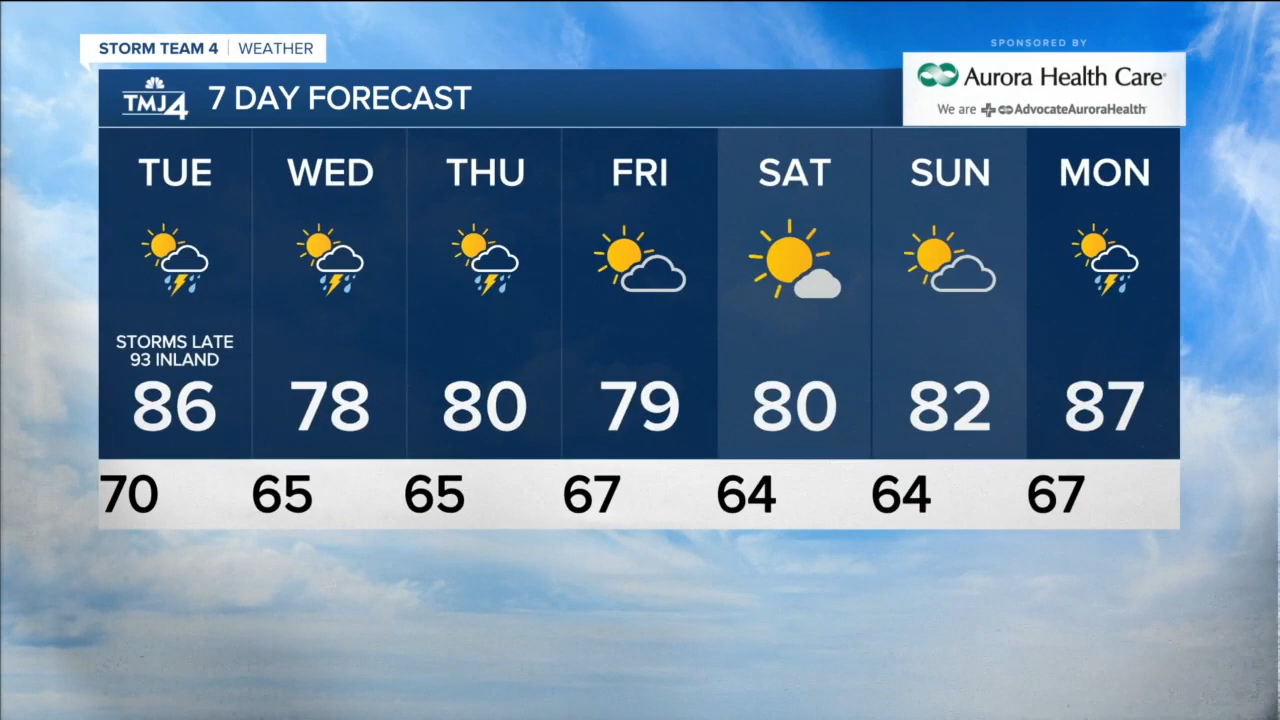 STORM TEAM 4 | WEATHER
SPONSORED BY
Aurora Health Care®
We are AdvocateAuroraHealth
TMJ4
7 DAY FORECAST
TUE WED THU FRI SAT SUN MON
STORMS LATE
93 INLAND
86 78 80 79 80 82 87
70 65 65 67 64 64 67